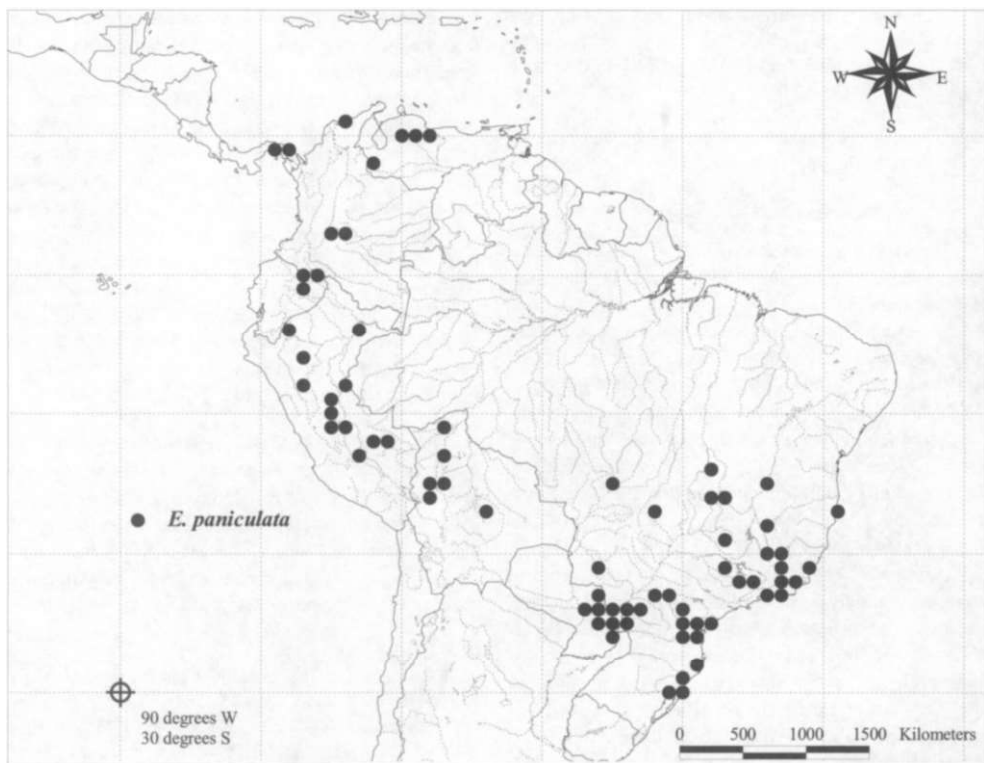 N
W E
S
E. paniculata
90 degrees W
30 degrees S
0 500 1000 1500 Kilometers